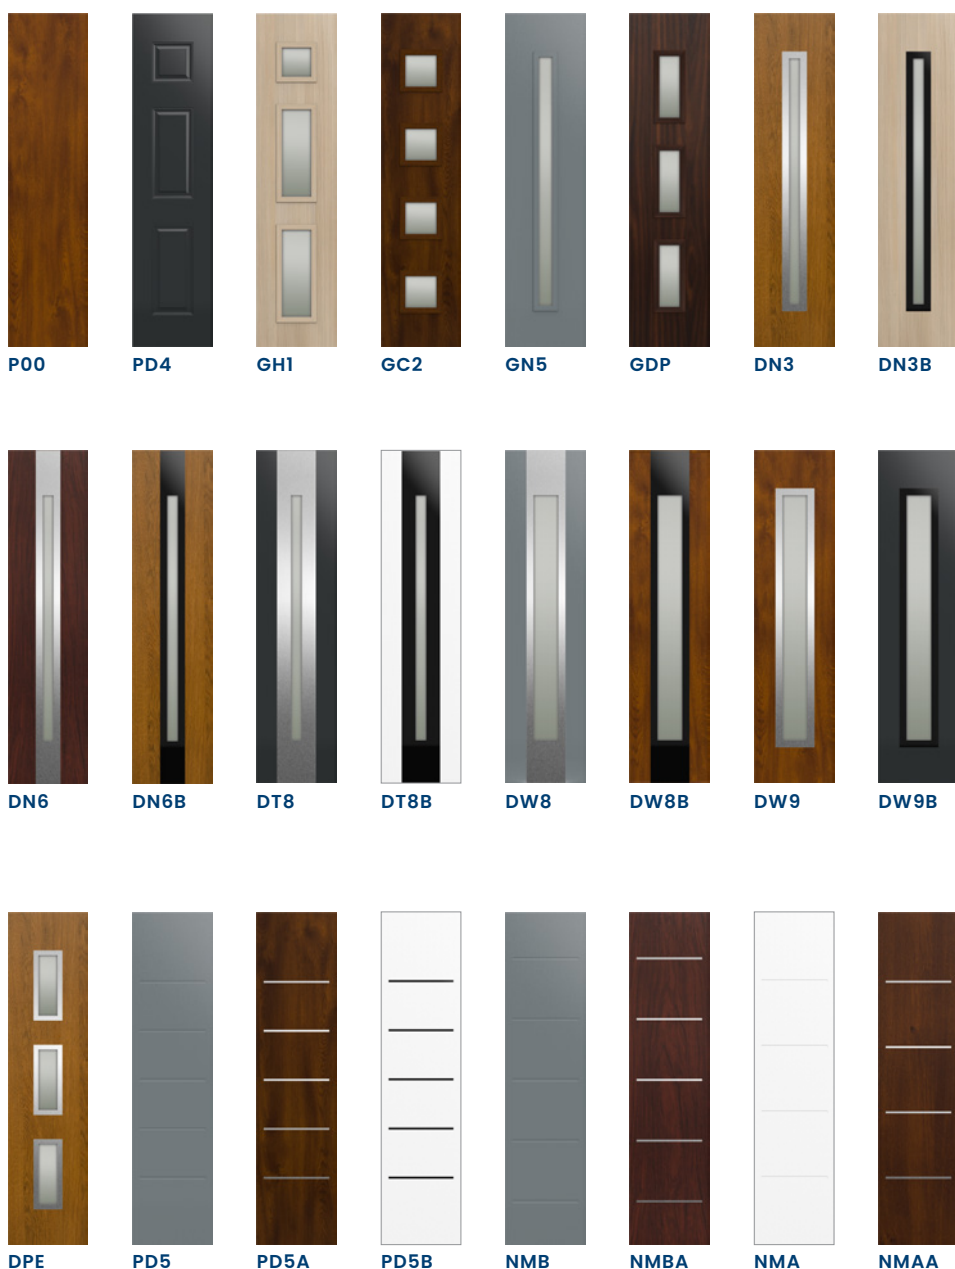 P00 PD4 GH1 GC2 GN5 GDP DN3 DN3B
DN6 DN6B DT8 DT8B DW8 DW8B DW9 DW9B
DPE PD5 PD5A PD5B NMB NMBA NMA NMAA